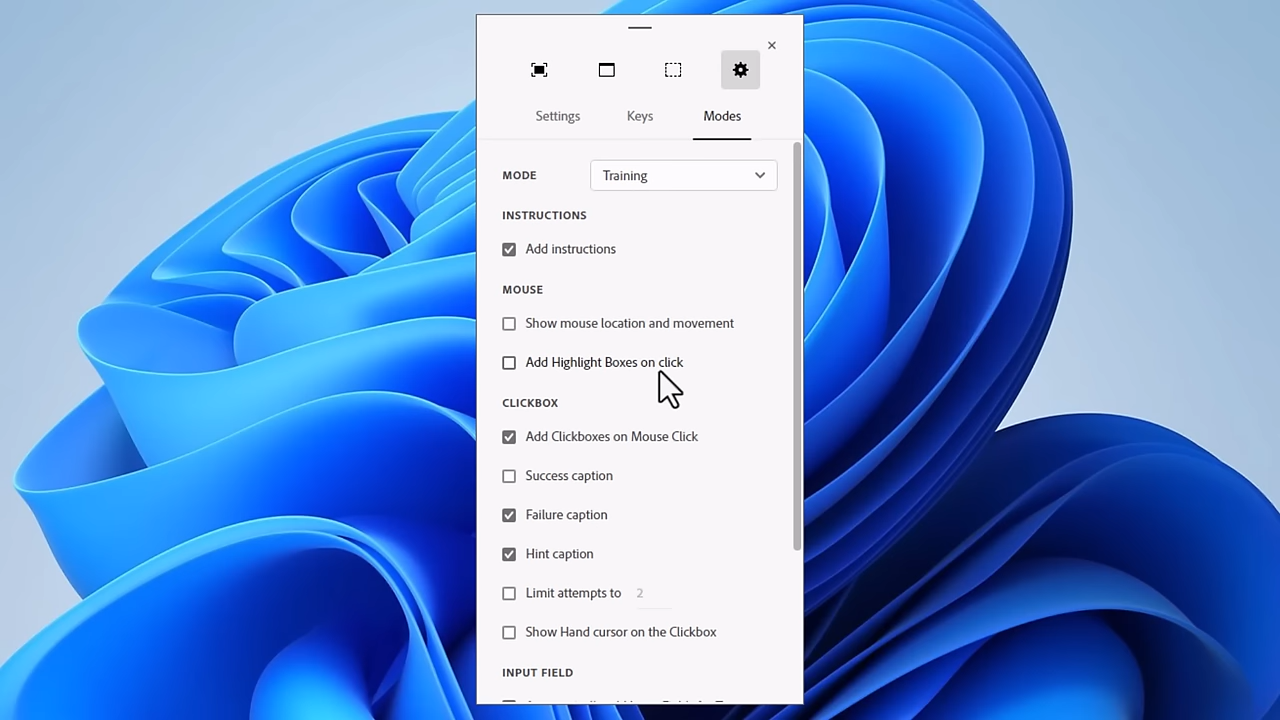 Settings Keys Modes
MODE Training
INSTRUCTIONS
Add instructions
MOUSE
Show mouse location and movement
Add Highlight Boxes on click
CLICKBOX
Add Clickboxes on Mouse Click
Success caption
Failure caption
Hint caption
Limit attempts to 2
Show Hand cursor on the Clickbox
INPUT FIELD